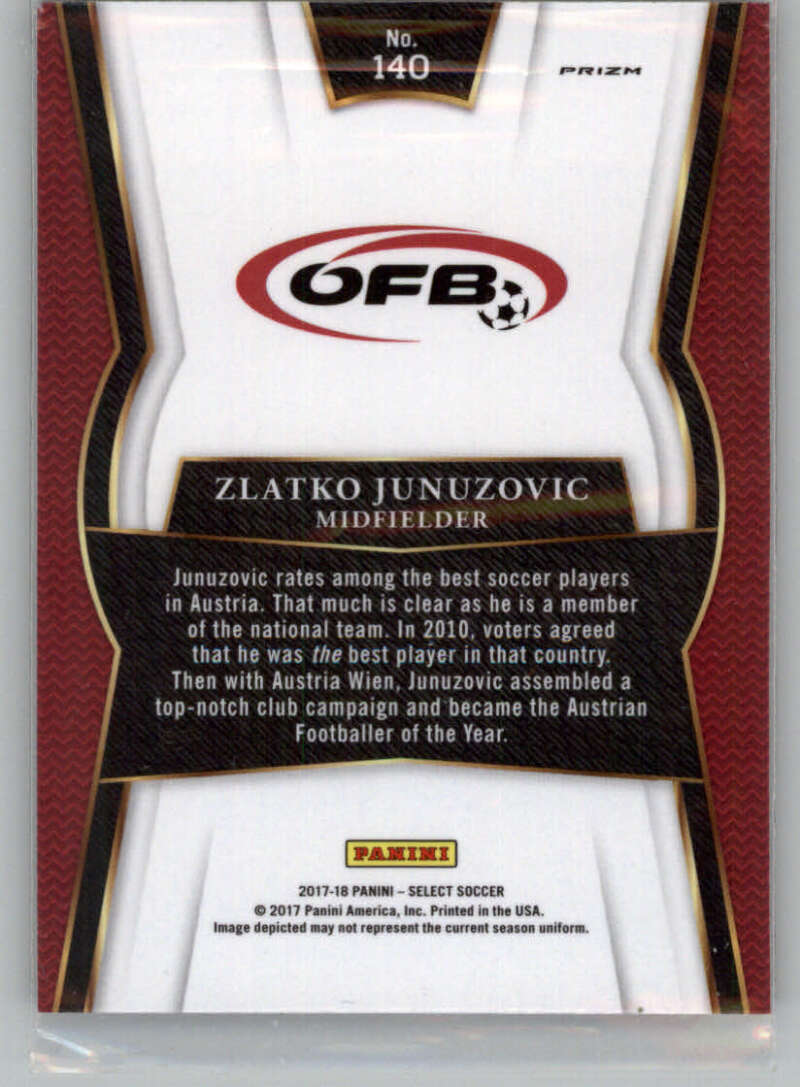 No.
140
PRIZM
ÖFB
ZLATKO JUNUZOVIC
MIDFIELDER
Junuzovic rates among the best soccer players
in Austria. That much is clear as he is a member
of the national team. In 2010, voters agreed
that he was the best player in that country.
Then with Austria Wien, Junuzovic assembled a
top-notch club campaign and became the Austrian
Footballer of the Year.
PANINI
2017-18 PANINI – SELECT SOCCER
© 2017 Panini America, Inc. Printed in the USA.
Image depicted may not represent the current season uniform.